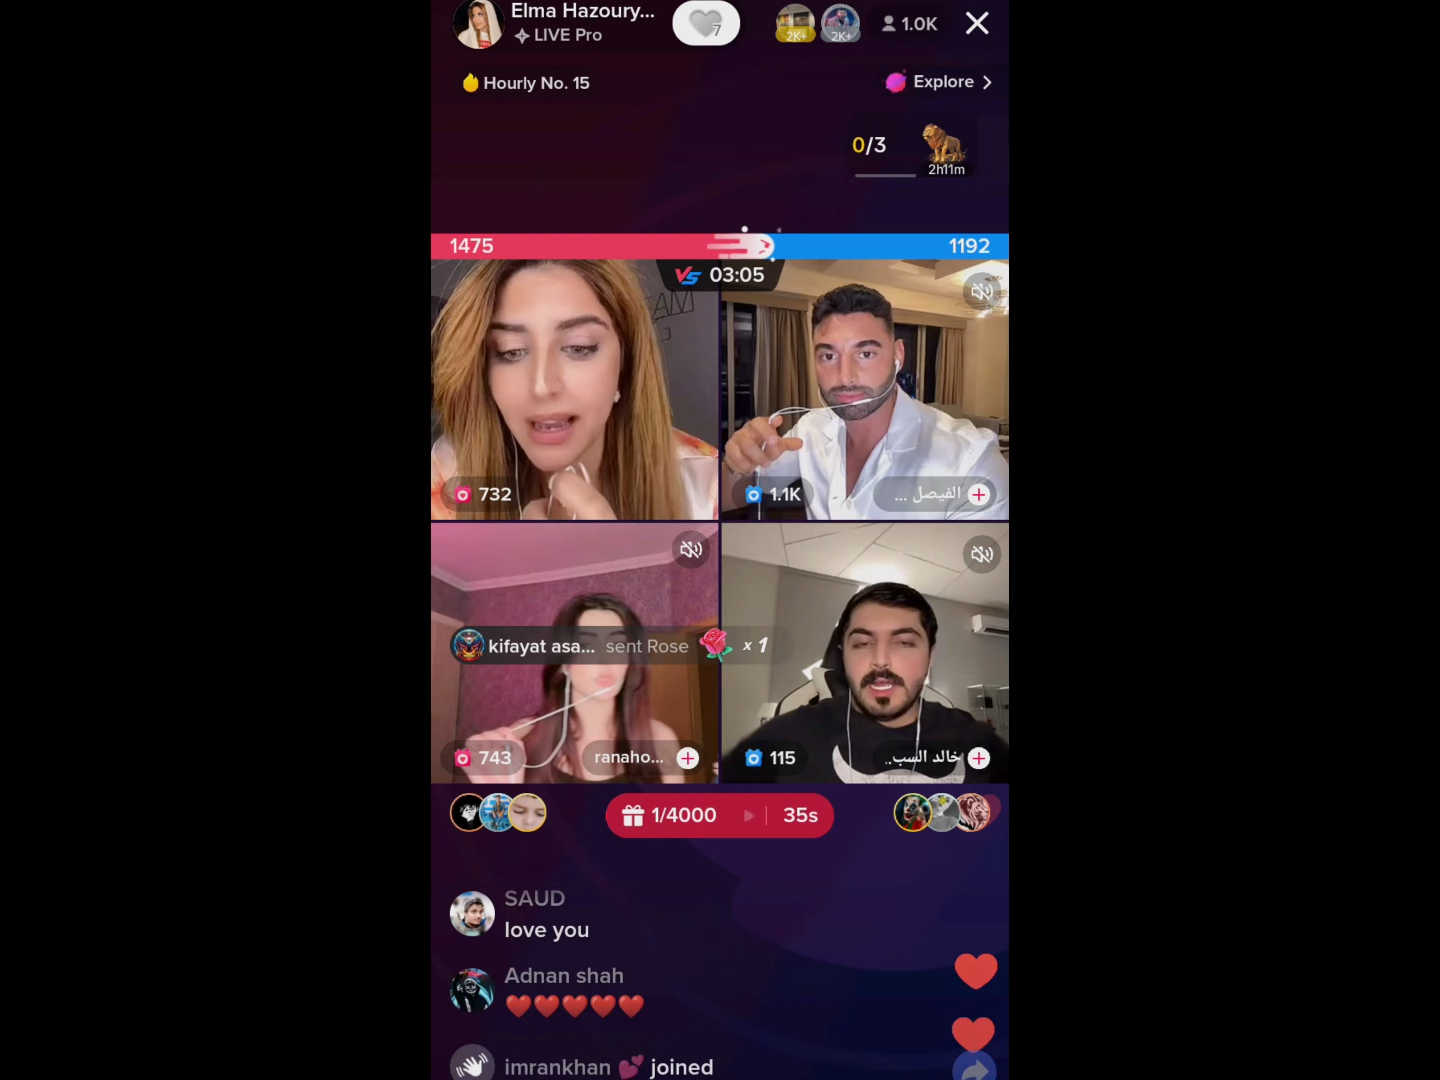 Elma Hazoury...
LIVE Pro
7
2K+
2K+
1.0K
Hourly No. 15
Explore
0/3
2h11m
1475
1192
VS 03:05
732
1.1K
الفيصل ...
kifayat asa... sent Rose x 1
743
ranaho...
115
خالد السب..
1/4000
35s
SAUD
love you
Adnan shah
❤️❤️❤️❤️❤️
imrankhan 💕 joined